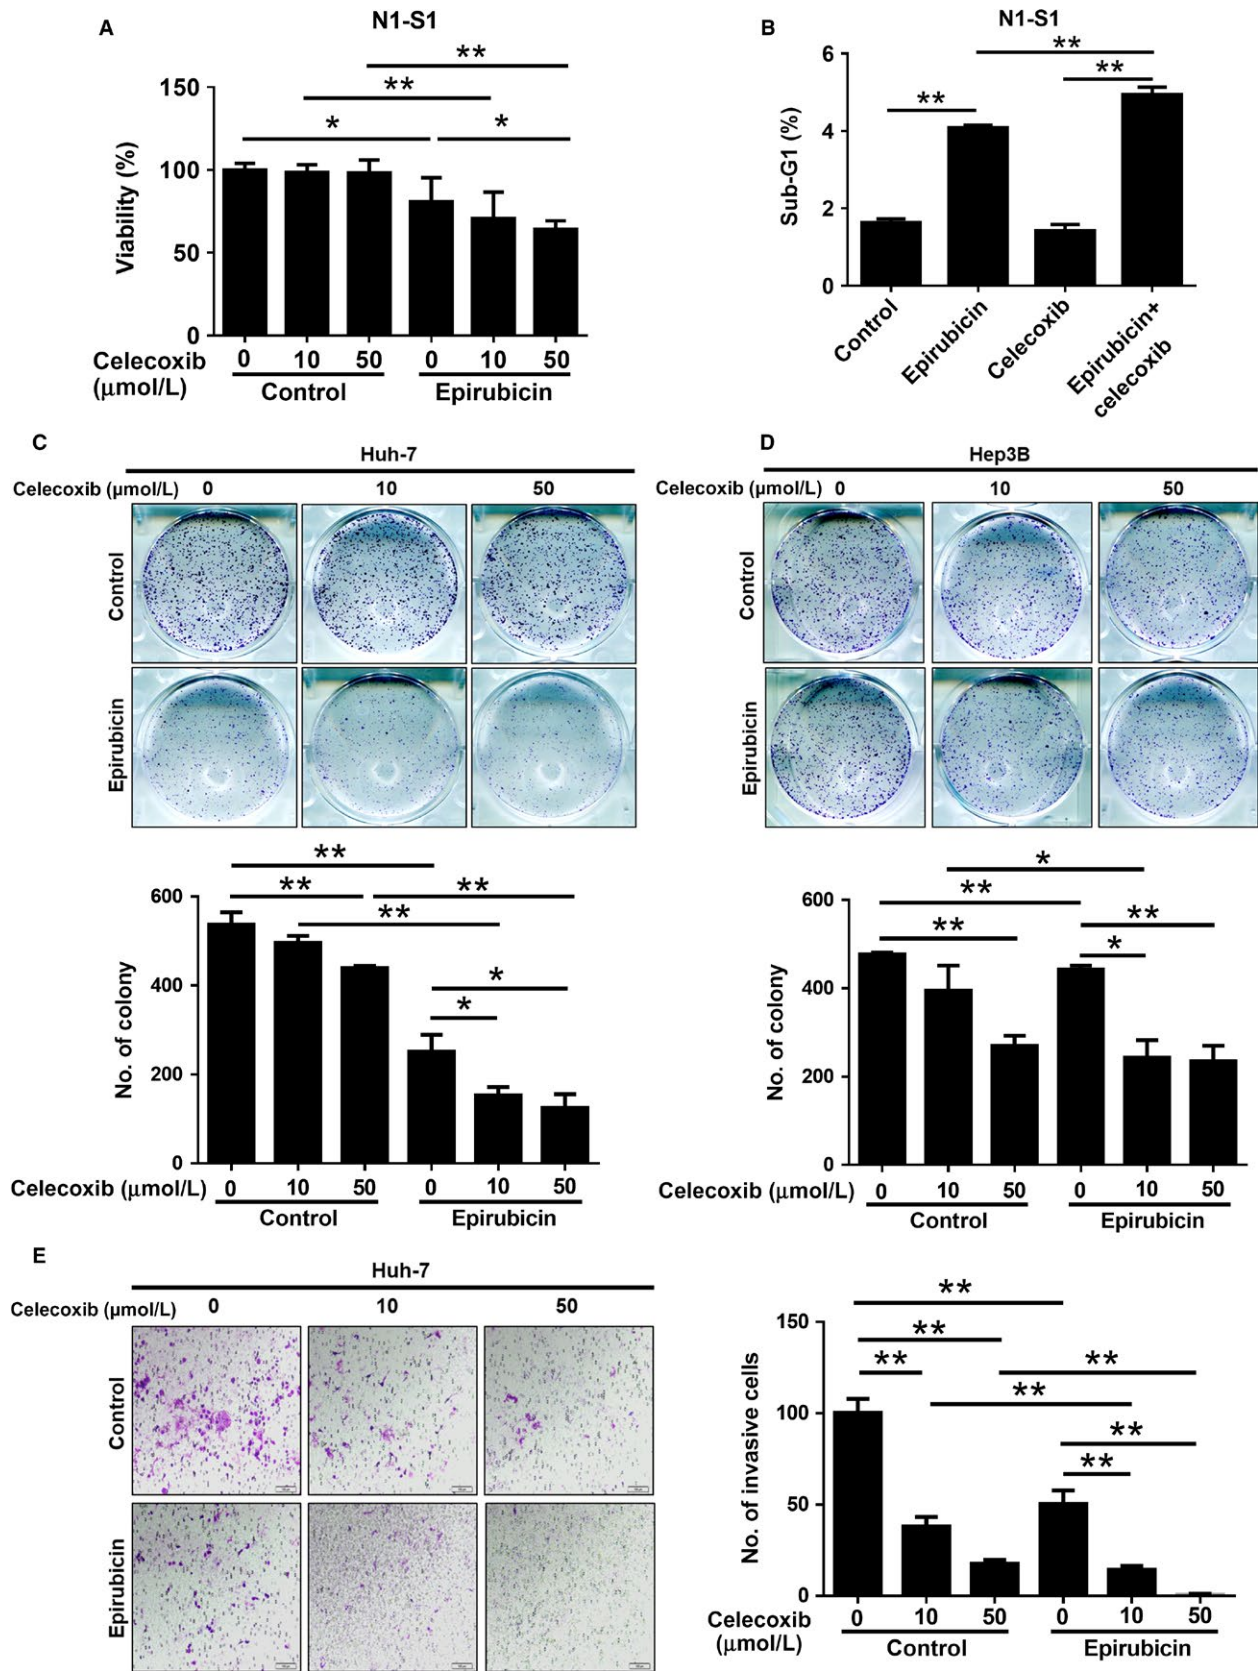 A
N1-S1
Viability (%)
150
100
50
0
**
**
*
*
Celecoxib
(μmol/L)
0 10 50 0 10 50
Control Epirubicin
B
N1-S1
Sub-G1 (%)
6
4
2
0
**
**
**
Control
Epirubicin
Celecoxib
Epirubicin+
celecoxib
C
Huh-7
Celecoxib (μmol/L) 0 10 50
Control
Epirubicin
No. of colony
600
400
200
0
**
**
**
**
*
*
Celecoxib (μmol/L) 0 10 50 0 10 50
Control Epirubicin
D
Hep3B
Celecoxib (μmol/L) 0 10 50
Control
Epirubicin
No. of colony
600
400
200
0
*
**
**
**
*
Celecoxib (μmol/L) 0 10 50 0 10 50
Control Epirubicin
E
Huh-7
Celecoxib (μmol/L) 0 10 50
Control
Epirubicin
No. of invasive cells
150
100
50
0
**
**
**
**
**
**
**
Celecoxib
(μmol/L)
0 10 50 0 10 50
Control Epirubicin